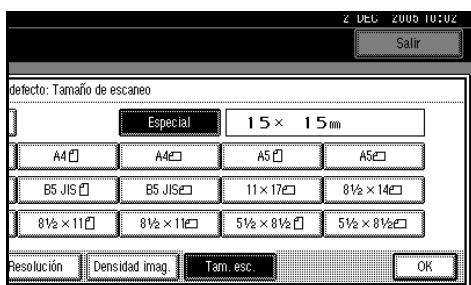 2 DEC 2005 10:02
Salir
defecto: Tamaño de escaneo
Especial 15× 15mm
A4 A4 A5 A5
B5 JIS B5 JIS 11×17 8½×14
8½×11 8½×11 5½×8½ 5½×8½
Resolución Densidad imag. Tam. esc. OK